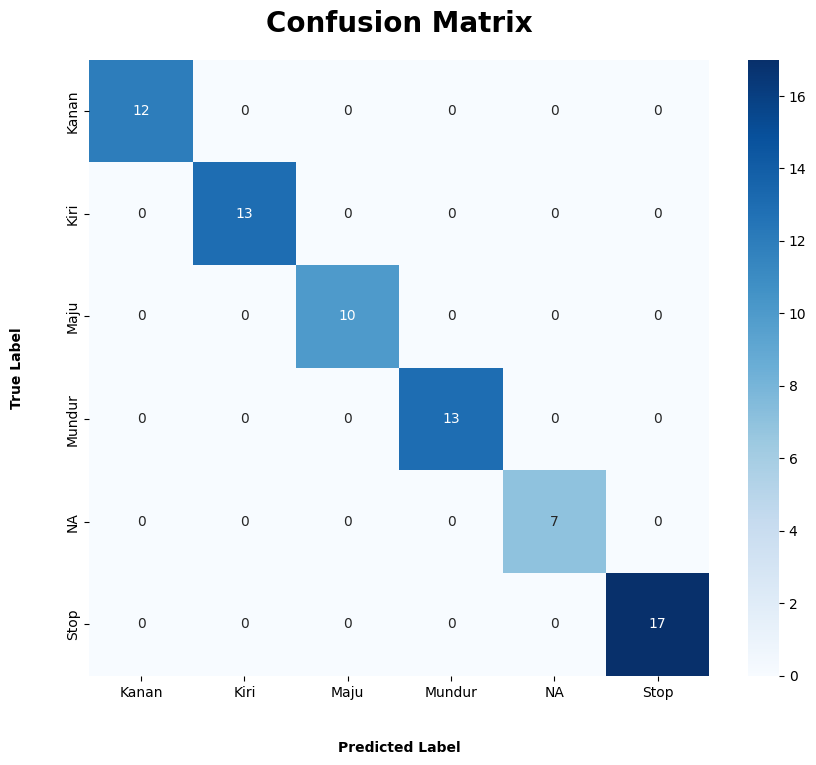 Confusion Matrix
Kanan 12 0 0 0 0 0
Kiri 0 13 0 0 0 0
Maju 0 0 10 0 0 0
Mundur 0 0 0 13 0 0
NA 0 0 0 0 7 0
Stop 0 0 0 0 0 17
Kanan Kiri Maju Mundur NA Stop
True Label
Predicted Label
16
14
12
10
8
6
4
2
0